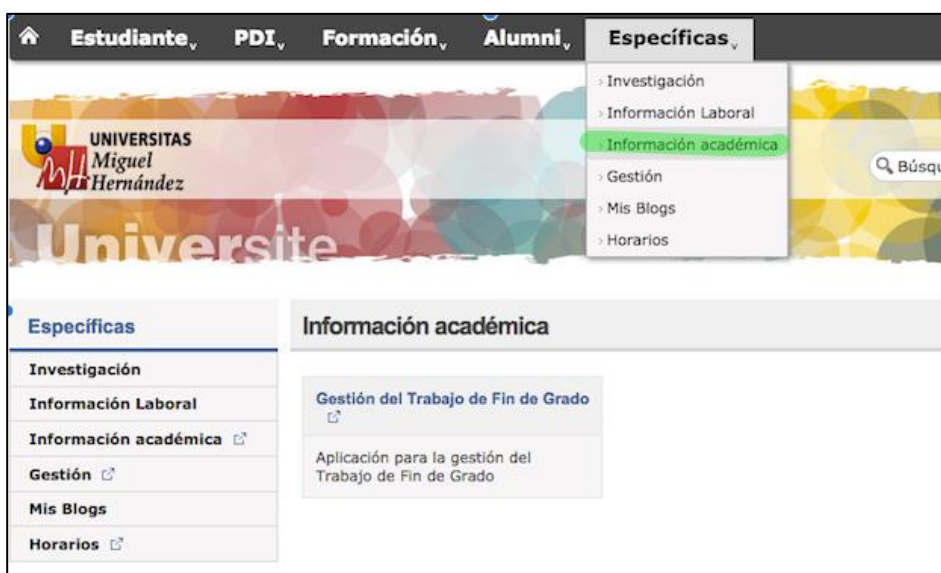 Estudiante PDI Formación Alumni Específicas
› Investigación
› Información Laboral
› Información académica
› Gestión
› Mis Blogs
› Horarios
UNIVERSITAS
Miguel
Hernández
Búsqu
Universite
Específicas
Investigación
Información Laboral
Información académica
Gestión
Mis Blogs
Horarios
Información académica
Gestión del Trabajo de Fin de Grado
Aplicación para la gestión del
Trabajo de Fin de Grado